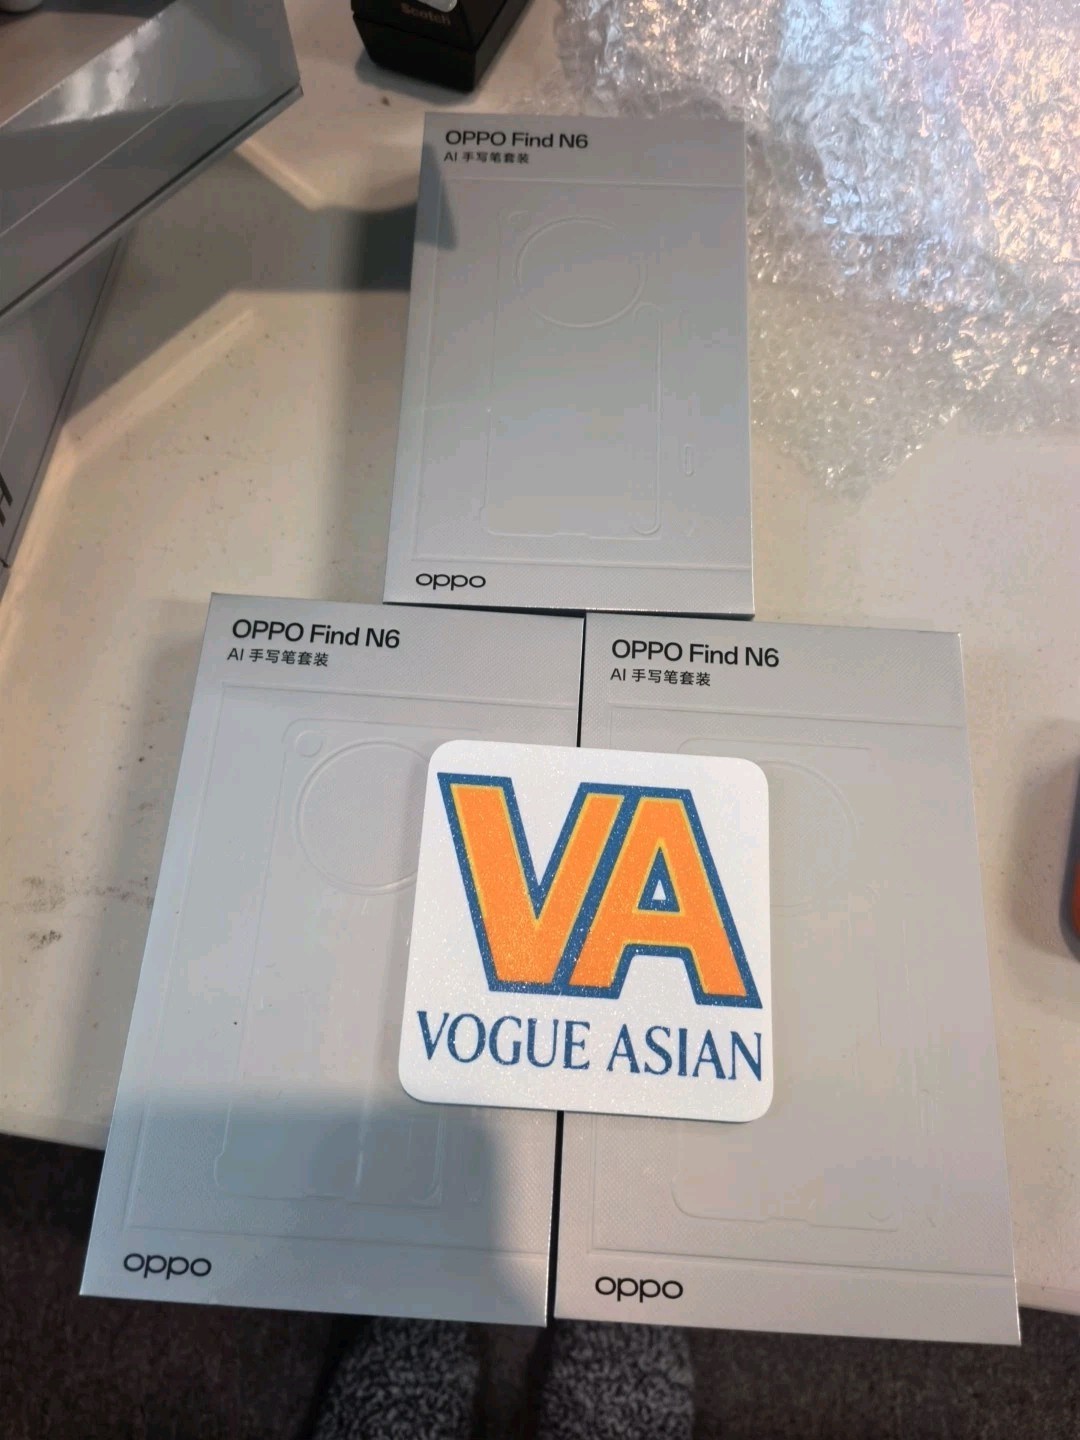 Scotch
OPPO Find N6
AI 手写笔套装
oppo
OPPO Find N6
AI 手写笔套装
oppo
OPPO Find N6
AI 手写笔套装
oppo
VA
VOGUE ASIAN